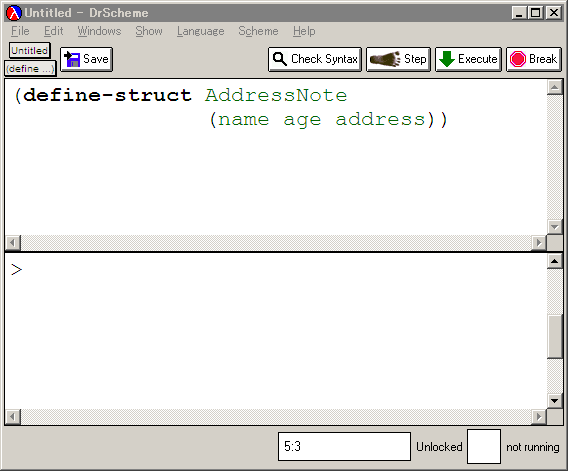 Untitled - DrScheme
File Edit Windows Show Language Scheme Help
Untitled
(define ...)
Save
Check Syntax
Step
Execute
Break
(define-struct AddressNote
(name age address))
>
5:3
Unlocked
not running